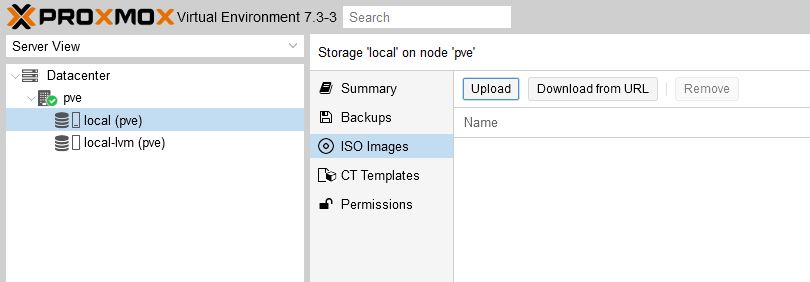 PROXMOX Virtual Environment 7.3-3 Search
Server View
Storage 'local' on node 'pve'
Datacenter
pve
local (pve)
local-lvm (pve)
Summary
Backups
ISO Images
CT Templates
Permissions
Upload Download from URL Remove
Name